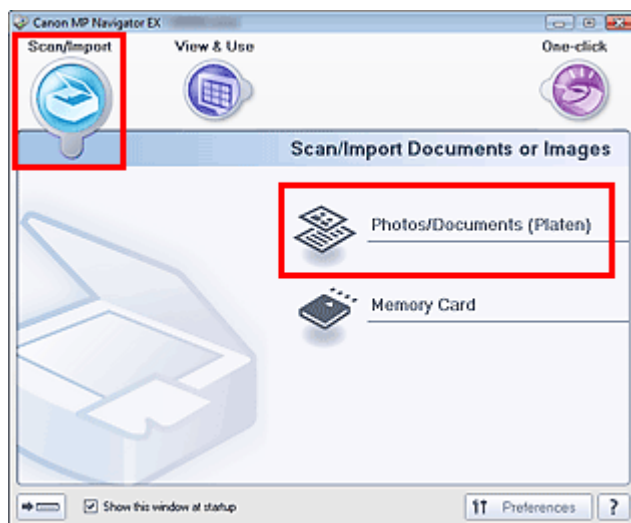 Canon MP Navigator EX
Scan/Import View & Use One-click
Scan/Import Documents or Images
Photos/Documents (Platen)
Memory Card
Show this window at startup Preferences ?